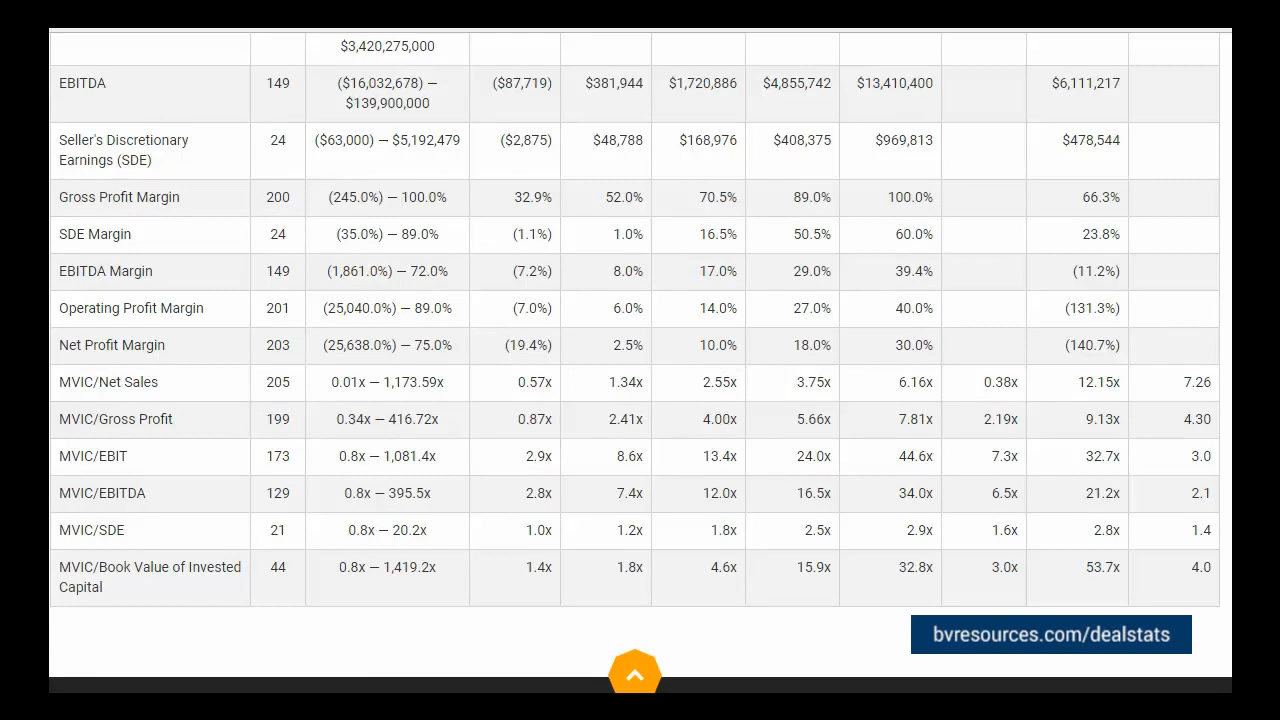 $3,420,275,000
EBITDA 149 ($16,032,678) — $139,900,000 ($87,719) $381,944 $1,720,886 $4,855,742 $13,410,400 $6,111,217
Seller's Discretionary Earnings (SDE) 24 ($63,000) — $5,192,479 ($2,875) $48,788 $168,976 $408,375 $969,813 $478,544
Gross Profit Margin 200 (245.0%) — 100.0% 32.9% 52.0% 70.5% 89.0% 100.0% 66.3%
SDE Margin 24 (35.0%) — 89.0% (1.1%) 1.0% 16.5% 50.5% 60.0% 23.8%
EBITDA Margin 149 (1,861.0%) — 72.0% (7.2%) 8.0% 17.0% 29.0% 39.4% (11.2%)
Operating Profit Margin 201 (25,040.0%) — 89.0% (7.0%) 6.0% 14.0% 27.0% 40.0% (131.3%)
Net Profit Margin 203 (25,638.0%) — 75.0% (19.4%) 2.5% 10.0% 18.0% 30.0% (140.7%)
MVIC/Net Sales 205 0.01x — 1,173.59x 0.57x 1.34x 2.55x 3.75x 6.16x 0.38x 12.15x 7.26
MVIC/Gross Profit 199 0.34x — 416.72x 0.87x 2.41x 4.00x 5.66x 7.81x 2.19x 9.13x 4.30
MVIC/EBIT 173 0.8x — 1,081.4x 2.9x 8.6x 13.4x 24.0x 44.6x 7.3x 32.7x 3.0
MVIC/EBITDA 129 0.8x — 395.5x 2.8x 7.4x 12.0x 16.5x 34.0x 6.5x 21.2x 2.1
MVIC/SDE 21 0.8x — 20.2x 1.0x 1.2x 1.8x 2.5x 2.9x 1.6x 2.8x 1.4
MVIC/Book Value of Invested Capital 44 0.8x — 1,419.2x 1.4x 1.8x 4.6x 15.9x 32.8x 3.0x 53.7x 4.0
bvresources.com/dealstats